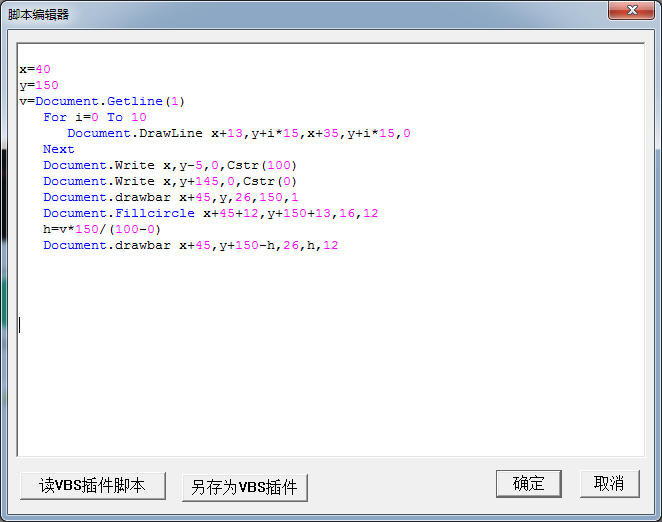 脚本编辑器
x=40
y=150
v=Document.Getline(1)
For i=0 To 10
Document.DrawLine x+13,y+i*15,x+35,y+i*15,0
Next
Document.Write x,y-5,0,Cstr(100)
Document.Write x,y+145,0,Cstr(0)
Document.drawbar x+45,y,26,150,1
Document.Fillcircle x+45+12,y+150+13,16,12
h=v*150/(100-0)
Document.drawbar x+45,y+150-h,26,h,12
读VBS插件脚本 另存为VBS插件 确定 取消